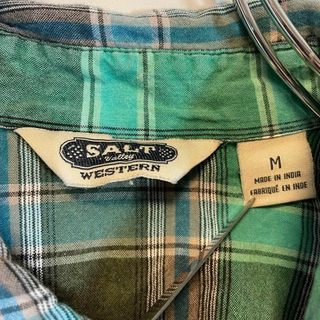 SALT
Valley
WESTERN
M
MADE IN INDIA
FABRIQUÉ EN INDE